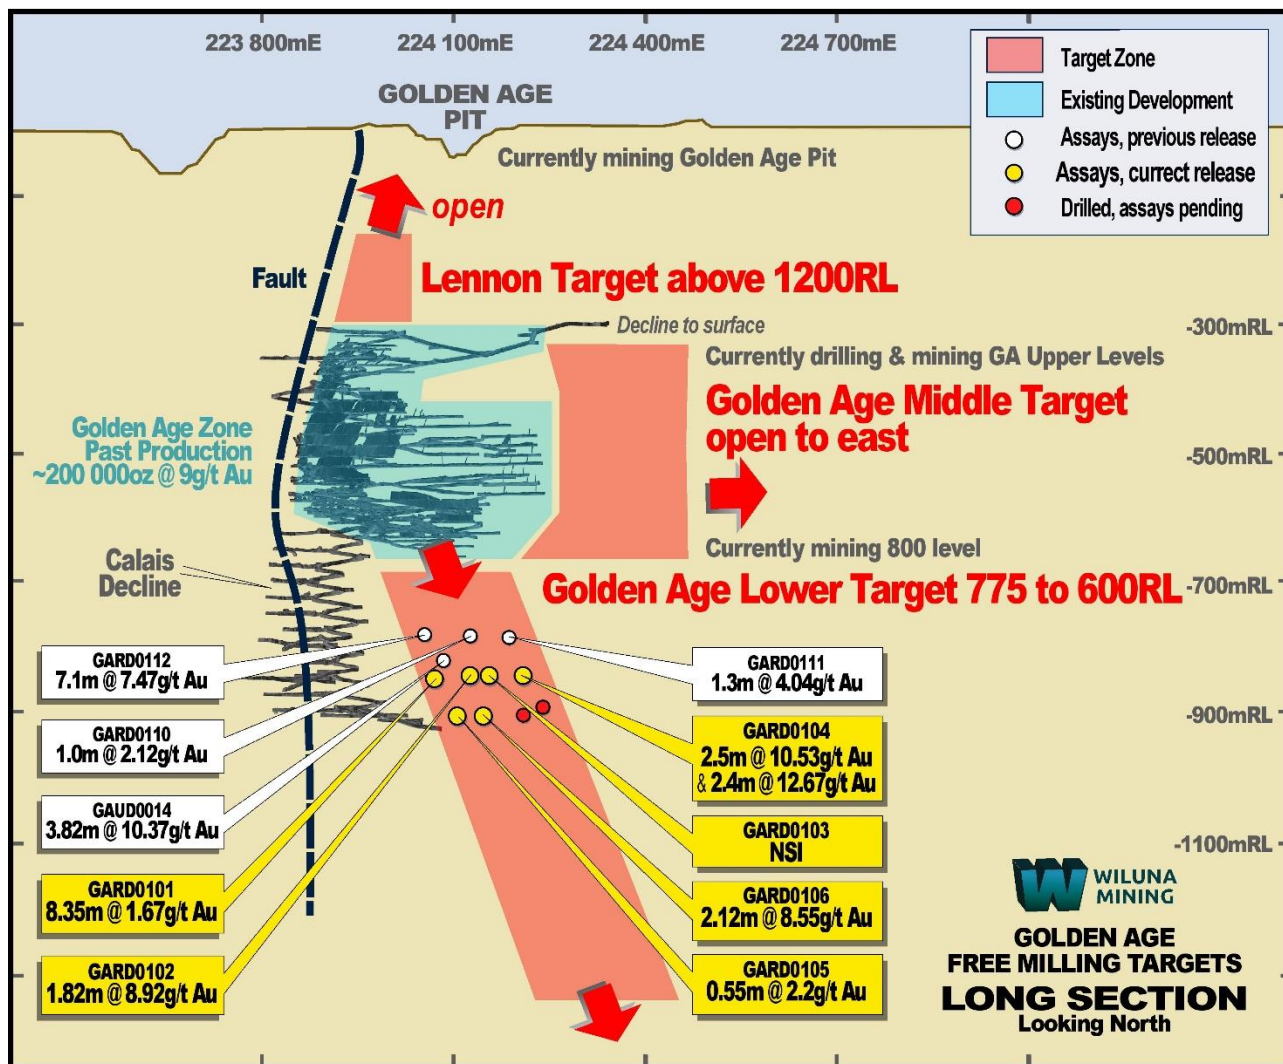 223 800mE
224 100mE
224 400mE
224 700mE
Target Zone
Existing Development
Assays, previous release
Assays, currect release
Drilled, assays pending
GOLDEN AGE
PIT
Currently mining Golden Age Pit
open
Fault
Lennon Target above 1200RL
Decline to surface
-300mRL
Currently drilling & mining GA Upper Levels
Golden Age Middle Target
open to east
Golden Age Zone
Past Production
~200 000oz @ 9g/t Au
-500mRL
Currently mining 800 level
Calais
Decline
Golden Age Lower Target 775 to 600RL
-700mRL
GARD0112
7.1m @ 7.47g/t Au
GARD0110
1.0m @ 2.12g/t Au
GAUD0014
3.82m @ 10.37g/t Au
GARD0101
8.35m @ 1.67g/t Au
GARD0102
1.82m @ 8.92g/t Au
GARD0111
1.3m @ 4.04g/t Au
GARD0104
2.5m @ 10.53g/t Au
& 2.4m @ 12.67g/t Au
GARD0103
NSI
GARD0106
2.12m @ 8.55g/t Au
GARD0105
0.55m @ 2.2g/t Au
-900mRL
-1100mRL
WILUNA
MINING
GOLDEN AGE
FREE MILLING TARGETS
LONG SECTION
Looking North